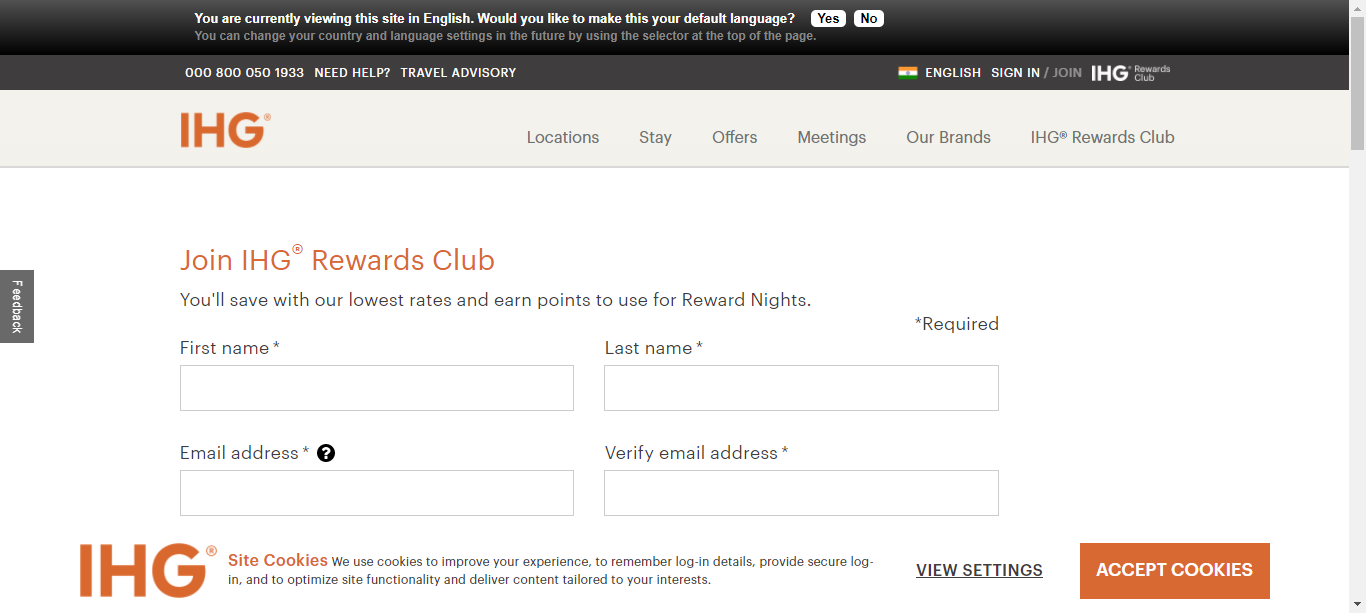 You are currently viewing this site in English. Would you like to make this your default language? Yes No
You can change your country and language settings in the future by using the selector at the top of the page.
000 800 050 1933 NEED HELP? TRAVEL ADVISORY ENGLISH SIGN IN / JOIN IHG® Rewards Club
IHG® Locations Stay Offers Meetings Our Brands IHG® Rewards Club
Join IHG® Rewards Club
You'll save with our lowest rates and earn points to use for Reward Nights.
*Required
Feedback
First name * Last name *
Email address * ? Verify email address *
IHG® Site Cookies We use cookies to improve your experience, to remember log-in details, provide secure log-
in, and to optimize site functionality and deliver content tailored to your interests.
VIEW SETTINGS ACCEPT COOKIES